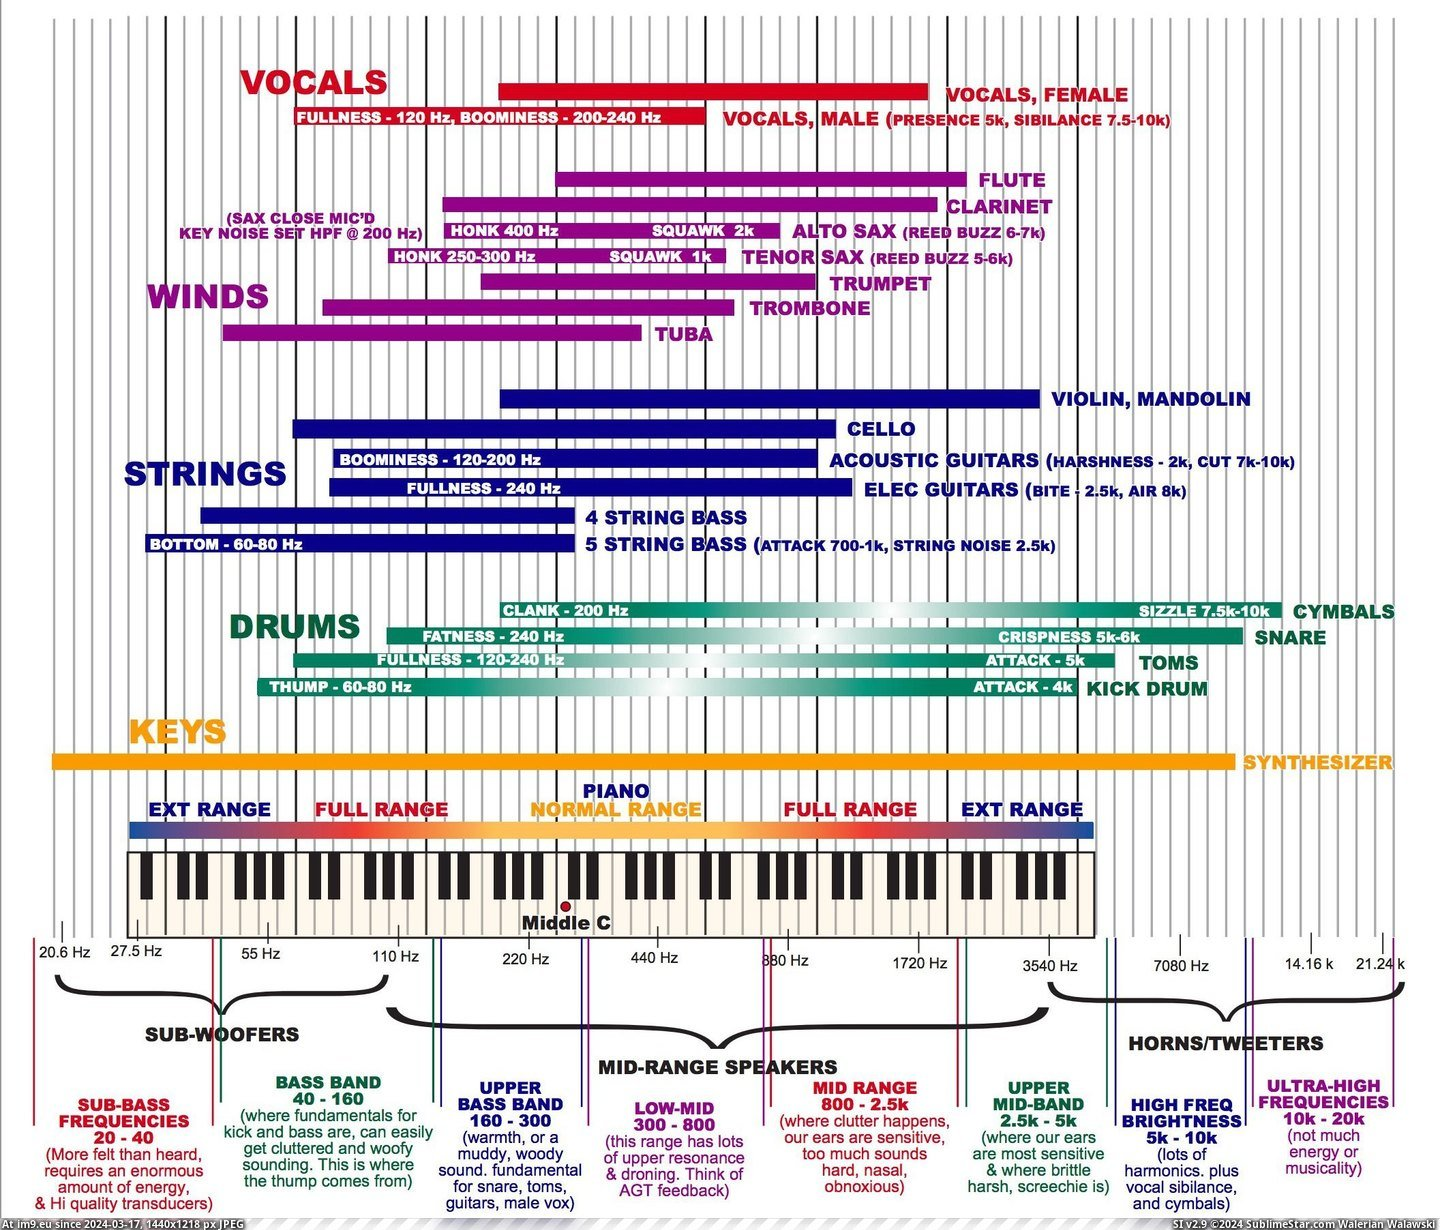 VOCALS
VOCALS, FEMALE
FULLNESS - 120 Hz, BOOMINESS - 200-240 Hz
VOCALS, MALE (PRESENCE 5k, SIBILANCE 7.5-10k)
FLUTE
CLARINET
(SAX CLOSE MIC'D
KEY NOISE SET HPF @ 200 Hz)
HONK 400 Hz SQUAWK 2k
ALTO SAX (REED BUZZ 6-7k)
HONK 250-300 Hz SQUAWK 1k
TENOR SAX (REED BUZZ 5-6k)
WINDS
TRUMPET
TROMBONE
TUBA
VIOLIN, MANDOLIN
CELLO
STRINGS
BOOMINESS - 120-200 Hz
ACOUSTIC GUITARS (HARSHNESS - 2k, CUT 7k-10k)
FULLNESS - 240 Hz
ELEC GUITARS (BITE - 2.5k, AIR 8k)
4 STRING BASS
BOTTOM - 60-80 Hz
5 STRING BASS (ATTACK 700-1k, STRING NOISE 2.5k)
DRUMS
CLANK - 200 Hz SIZZLE 7.5k-10k CYMBALS
FATNESS - 240 Hz CRISPNESS 5k-6k SNARE
FULLNESS - 120-240 Hz ATTACK - 5k TOMS
THUMP - 60-80 Hz ATTACK - 4k KICK DRUM
KEYS
SYNTHESIZER
PIANO
EXT RANGE FULL RANGE NORMAL RANGE FULL RANGE EXT RANGE
Middle C
20.6 Hz 27.5 Hz 55 Hz 110 Hz 220 Hz 440 Hz 880 Hz 1720 Hz 3540 Hz 7080 Hz 14.16 k 21.24 k
SUB-WOOFERS
MID-RANGE SPEAKERS
HORNS/TWEETERS
SUB-BASS
FREQUENCIES
20 - 40
(More felt than heard,
requires an enormous
amount of energy,
& Hi quality transducers)
BASS BAND
40 - 160
(where fundamentals for
kick and bass are, can easily
get cluttered and woofy
sounding. This is where
the thump comes from)
UPPER
BASS BAND
160 - 300
(warmth, or a
muddy, woody
sound. fundamental
for snare, toms,
guitars, male vox)
LOW-MID
300 - 800
(this range has lots
of upper resonance
& droning. Think of
AGT feedback)
MID RANGE
800 - 2.5k
(where clutter happens,
our ears are sensitive,
too much sounds
hard, nasal,
obnoxious)
UPPER
MID-BAND
2.5k - 5k
(where our ears
are most sensitive
& where brittle
harsh, screechie is)
HIGH FREQ
BRIGHTNESS
5k - 10k
(lots of
harmonics. plus
vocal sibilance,
and cymbals)
ULTRA-HIGH
FREQUENCIES
10k - 20k
(not much
energy or
musicality)
At im9.eu since 2024-03-17, 1440x1218 px JPEG
SI v2.9 ©2024 SublimeStar.com Walerian Walawski